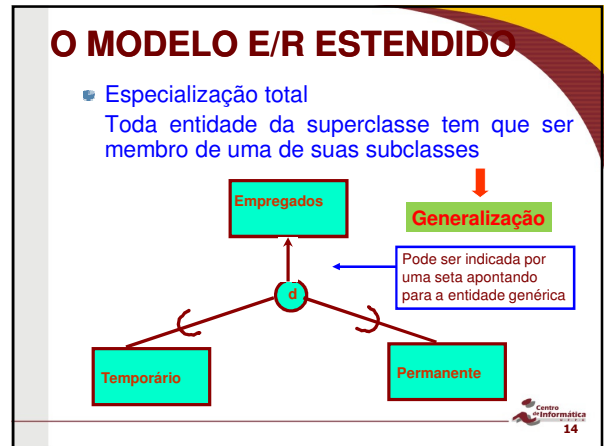 O MODELO E/R ESTENDIDO
Especialização total
Toda entidade da superclasse tem que ser
membro de uma de suas subclasses
Empregados
Generalização
Pode ser indicada por
uma seta apontando
para a entidade genérica
d
Temporário
Permanente
Centro
de Informática
14